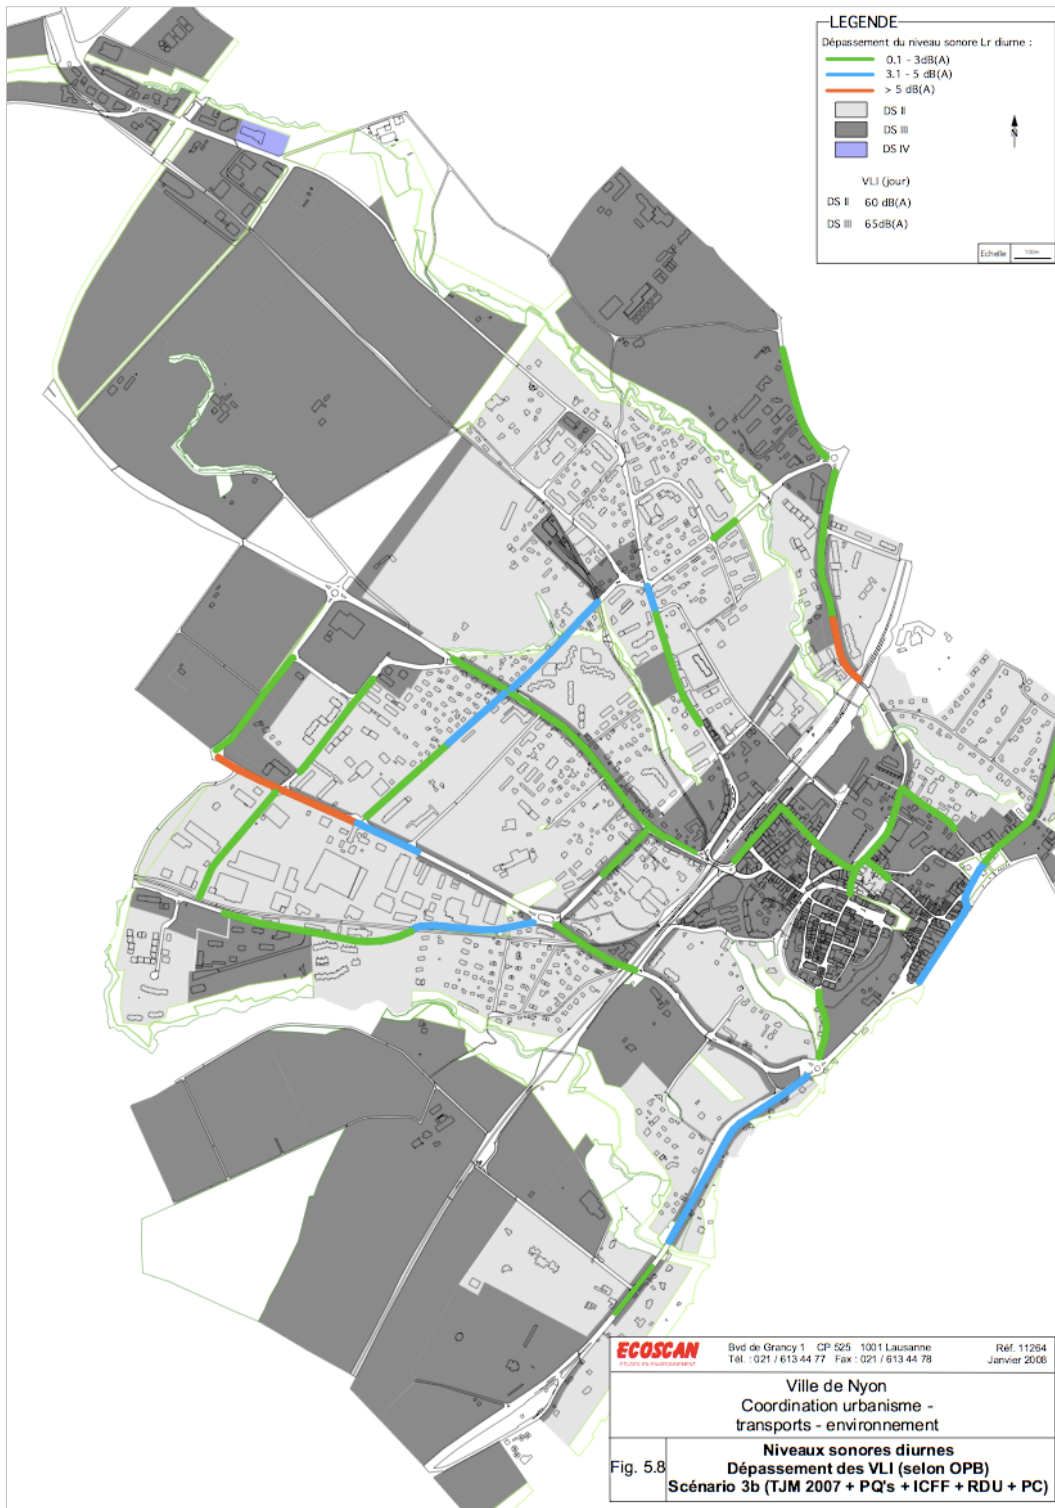 LEGENDE
Dépassement du niveau sonore Lr diurne :
0.1 - 3dB(A)
3.1 - 5 dB(A)
> 5 dB(A)
DS II
DS III
DS IV
N
VLI (jour)
DS II 60 dB(A)
DS III 65dB(A)
Echelle 100m
ECOSCAN
ETUDES EN ENVIRONNEMENT
Bvd de Grancy 1 CP 525 1001 Lausanne
Tél. : 021 / 613 44 77 Fax : 021 / 613 44 78
Réf. 11264
Janvier 2008
Ville de Nyon
Coordination urbanisme -
transports - environnement
Fig. 5.8
Niveaux sonores diurnes
Dépassement des VLI (selon OPB)
Scénario 3b (TJM 2007 + PQ's + ICFF + RDU + PC)